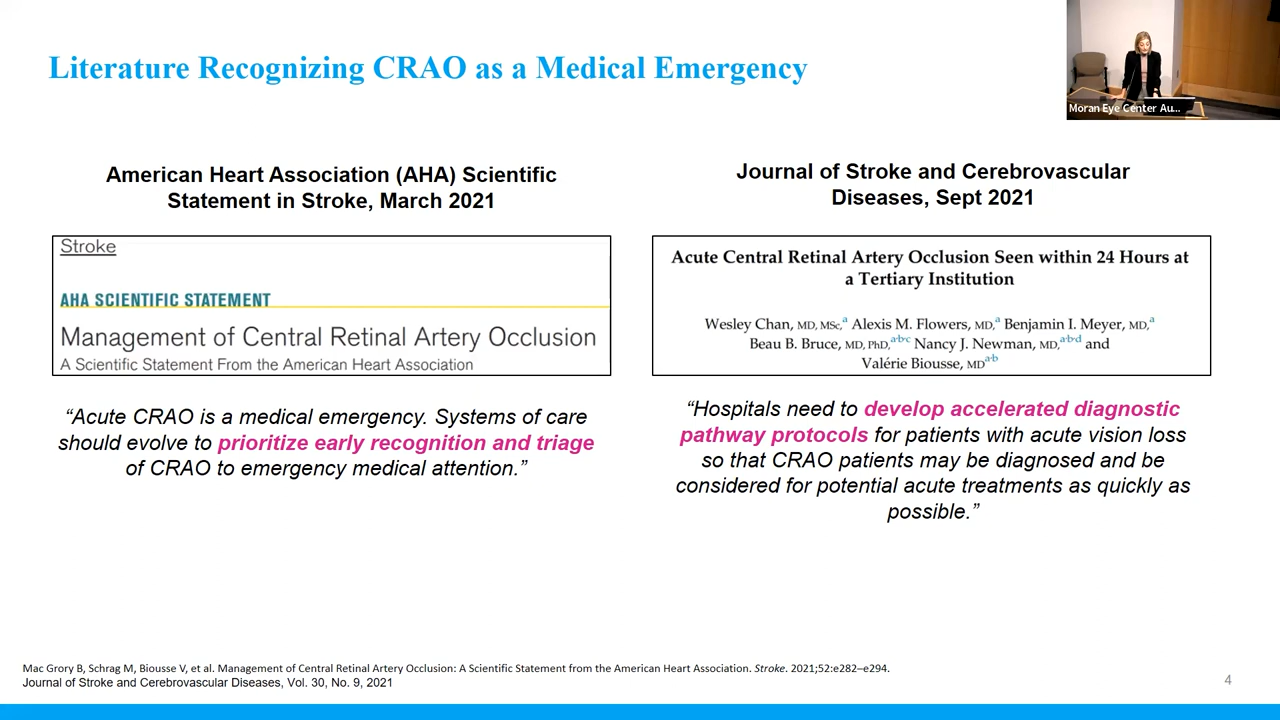 Literature Recognizing CRAO as a Medical Emergency
Moran Eye Center Au...
American Heart Association (AHA) Scientific
Statement in Stroke, March 2021
Stroke
AHA SCIENTIFIC STATEMENT
Management of Central Retinal Artery Occlusion
A Scientific Statement From the American Heart Association
“Acute CRAO is a medical emergency. Systems of care
should evolve to prioritize early recognition and triage
of CRAO to emergency medical attention.”
Journal of Stroke and Cerebrovascular
Diseases, Sept 2021
Acute Central Retinal Artery Occlusion Seen within 24 Hours at
a Tertiary Institution
Wesley Chan, MD, MSc,a Alexis M. Flowers, MD,a Benjamin I. Meyer, MD,a
Beau B. Bruce, MD, PhD,a,b,c Nancy J. Newman, MD,a,b,d and
Valérie Biousse, MDa,b
“Hospitals need to develop accelerated diagnostic
pathway protocols for patients with acute vision loss
so that CRAO patients may be diagnosed and be
considered for potential acute treatments as quickly as
possible.”
Mac Grory B, Schrag M, Biousse V, et al. Management of Central Retinal Artery Occlusion: A Scientific Statement from the American Heart Association. Stroke. 2021;52:e282–e294.
Journal of Stroke and Cerebrovascular Diseases, Vol. 30, No. 9, 2021
4